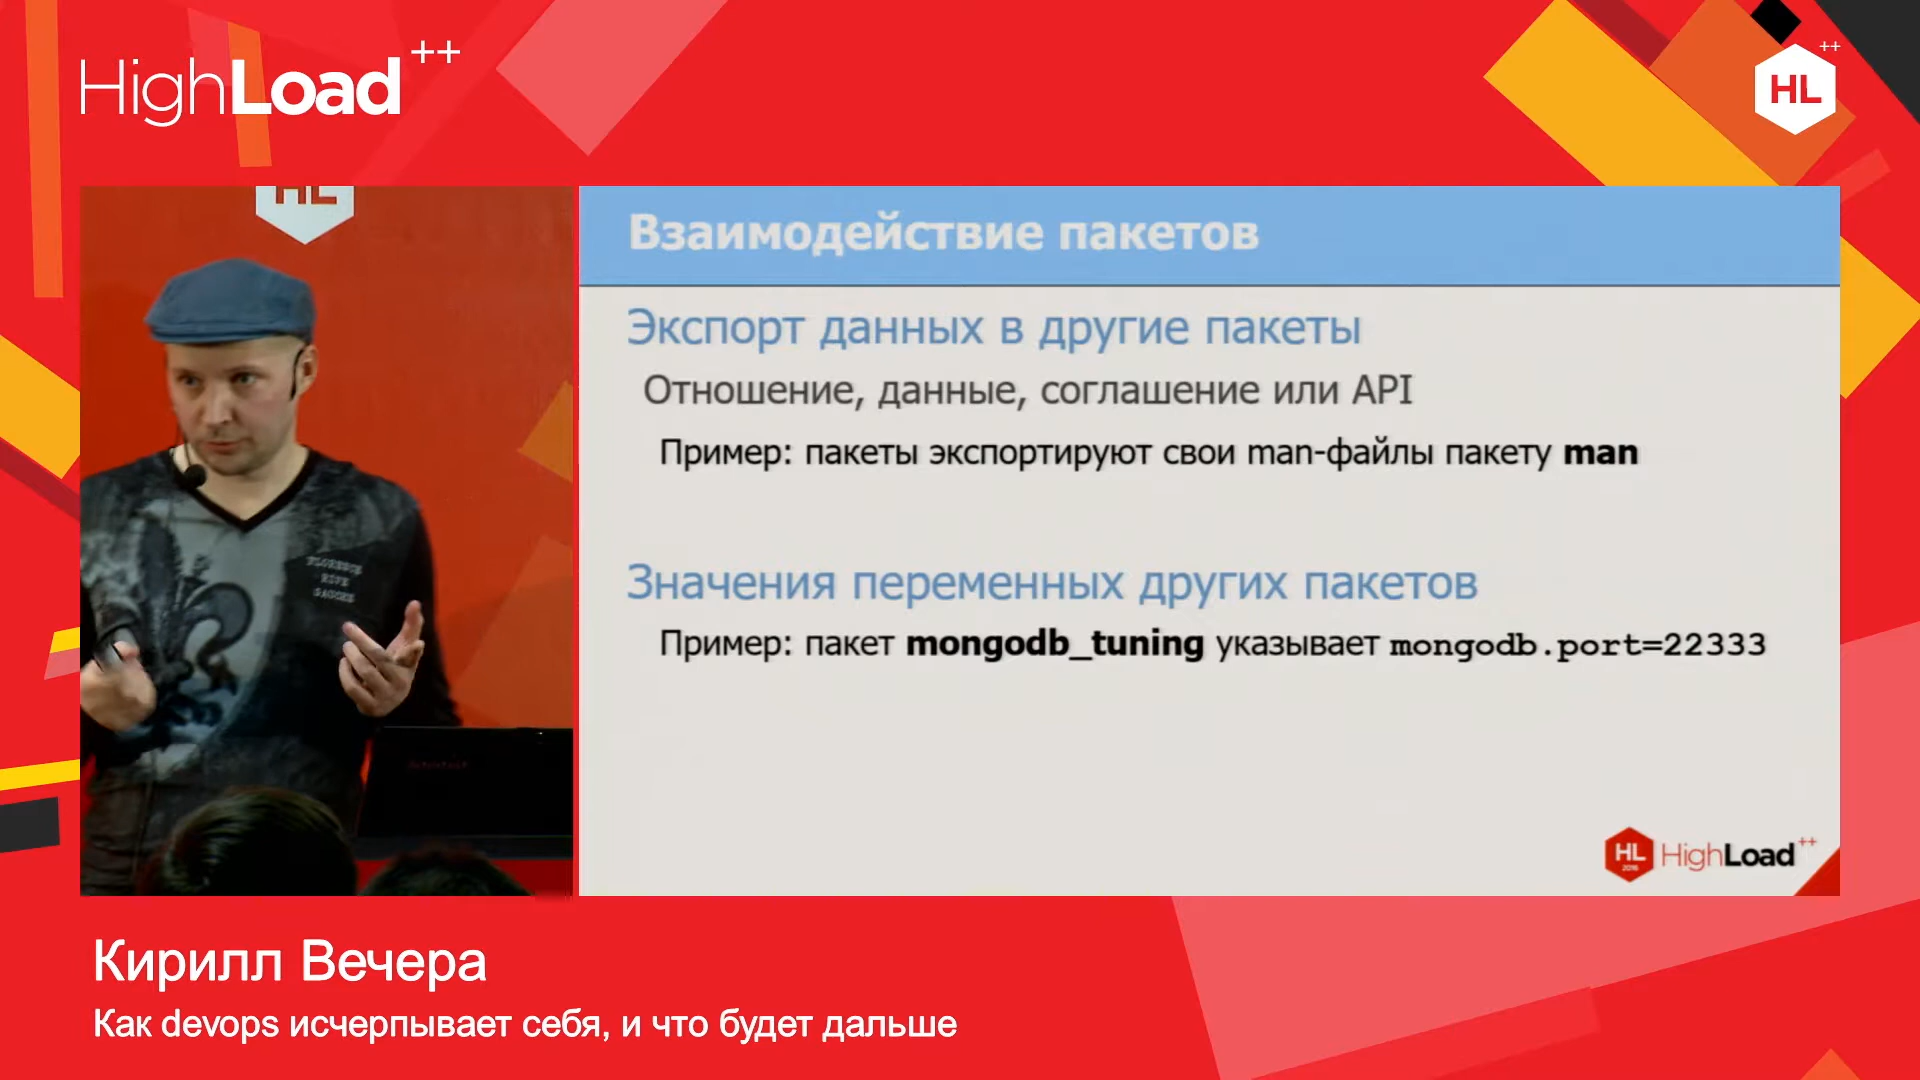 HighLoad++
HL++
HL
Взаимодействие пакетов
Экспорт данных в другие пакеты
Отношение, данные, соглашение или API
Пример: пакеты экспортируют свои man-файлы пакету man
Значения переменных других пакетов
Пример: пакет mongodb_tuning указывает mongodb.port=22333
HL
2016
HighLoad++
Кирилл Вечера
Как devops исчерпывает себя, и что будет дальше